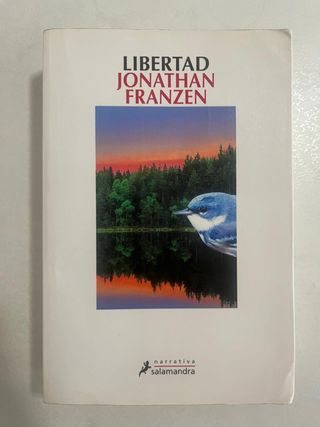 LIBERTAD
JONATHAN
FRANZEN
narrativa
salamandra